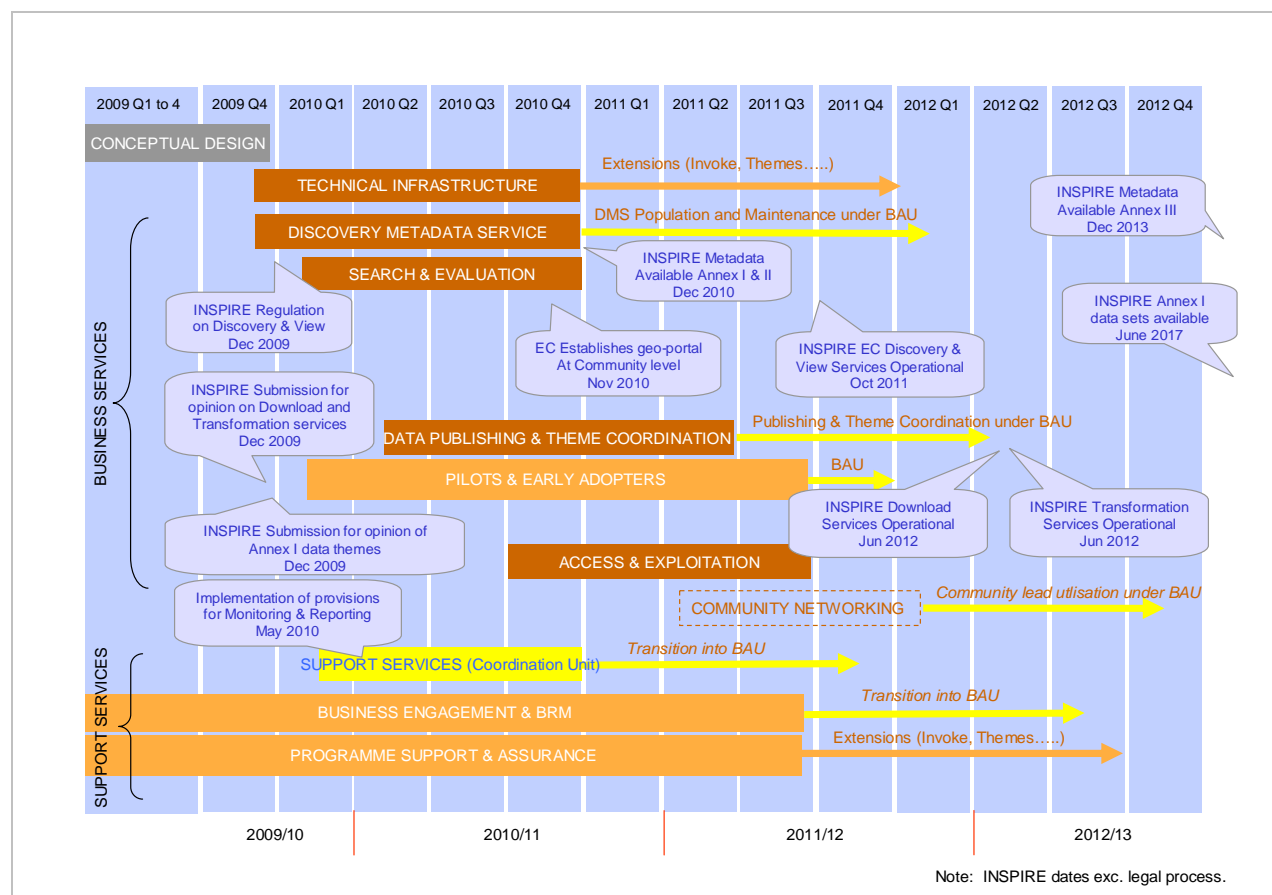 2009 Q1 to 4
2009 Q4
2010 Q1
2010 Q2
2010 Q3
2010 Q4
2011 Q1
2011 Q2
2011 Q3
2011 Q4
2012 Q1
2012 Q2
2012 Q3
2012 Q4
CONCEPTUAL DESIGN
Extensions (Invoke, Themes…..)
TECHNICAL INFRASTRUCTURE
INSPIRE Metadata
Available Annex III
Dec 2013
DMS Population and Maintenance under BAU
DISCOVERY METADATA SERVICE
INSPIRE Metadata
Available Annex I & II
Dec 2010
SEARCH & EVALUATION
INSPIRE Regulation
on Discovery & View
Dec 2009
EC Establishes geo-portal
At Community level
Nov 2010
INSPIRE EC Discovery &
View Services Operational
Oct 2011
INSPIRE Annex I
data sets available
June 2017
BUSINESS SERVICES
INSPIRE Submission for
opinion on Download and
Transformation services
Dec 2009
Publishing & Theme Coordination under BAU
DATA PUBLISHING & THEME COORDINATION
BAU
PILOTS & EARLY ADOPTERS
INSPIRE Download
Services Operational
Jun 2012
INSPIRE Transformation
Services Operational
Jun 2012
INSPIRE Submission for opinion of
Annex I data themes
Dec 2009
ACCESS & EXPLOITATION
Implementation of provisions
for Monitoring & Reporting
May 2010
Community lead utlisation under BAU
COMMUNITY NETWORKING
SUPPORT SERVICES
Transition into BAU
SUPPORT SERVICES (Coordination Unit)
Transition into BAU
BUSINESS ENGAGEMENT & BRM
Extensions (Invoke, Themes…..)
PROGRAMME SUPPORT & ASSURANCE
2009/10
2010/11
2011/12
2012/13
Note: INSPIRE dates exc. legal process.